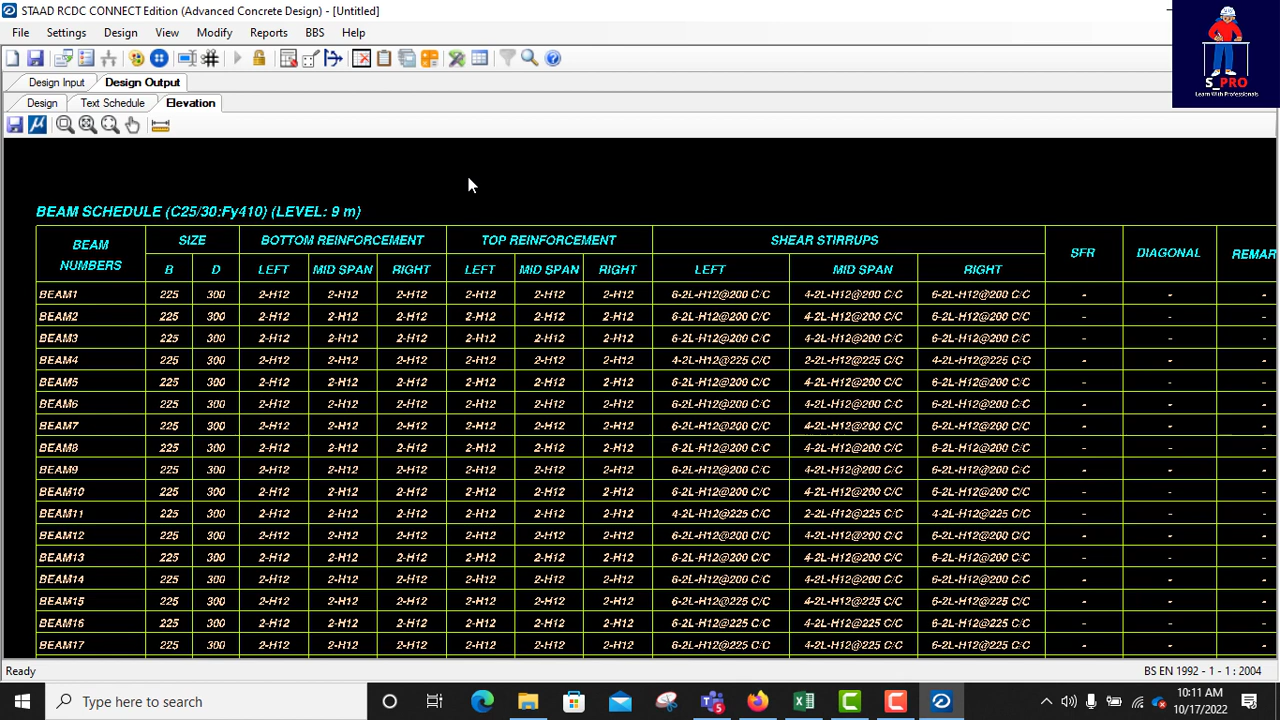 STAAD RCDC CONNECT Edition (Advanced Concrete Design) - [Untitled]
File Settings Design View Modify Reports BBS Help
Design Input Design Output
Design Text Schedule Elevation
S_PRO
Learn With Professionals
BEAM SCHEDULE (C25/30:Fy410) (LEVEL: 9 m)
BEAM NUMBERS SIZE BOTTOM REINFORCEMENT TOP REINFORCEMENT SHEAR STIRRUPS SFR DIAGONAL REMAR
B D LEFT MID SPAN RIGHT LEFT MID SPAN RIGHT LEFT MID SPAN RIGHT
BEAM1 225 300 2-H12 2-H12 2-H12 2-H12 2-H12 2-H12 6-2L-H12@200 C/C 4-2L-H12@200 C/C 6-2L-H12@200 C/C - - -
BEAM2 225 300 2-H12 2-H12 2-H12 2-H12 2-H12 2-H12 6-2L-H12@200 C/C 4-2L-H12@200 C/C 6-2L-H12@200 C/C - - -
BEAM3 225 300 2-H12 2-H12 2-H12 2-H12 2-H12 2-H12 6-2L-H12@200 C/C 4-2L-H12@200 C/C 6-2L-H12@200 C/C - - -
BEAM4 225 300 2-H12 2-H12 2-H12 2-H12 2-H12 2-H12 4-2L-H12@225 C/C 2-2L-H12@225 C/C 4-2L-H12@225 C/C - - -
BEAM5 225 300 2-H12 2-H12 2-H12 2-H12 2-H12 2-H12 6-2L-H12@200 C/C 4-2L-H12@200 C/C 6-2L-H12@200 C/C - - -
BEAM6 225 300 2-H12 2-H12 2-H12 2-H12 2-H12 2-H12 6-2L-H12@200 C/C 4-2L-H12@200 C/C 6-2L-H12@200 C/C - - -
BEAM7 225 300 2-H12 2-H12 2-H12 2-H12 2-H12 2-H12 6-2L-H12@200 C/C 4-2L-H12@200 C/C 6-2L-H12@200 C/C - - -
BEAM8 225 300 2-H12 2-H12 2-H12 2-H12 2-H12 2-H12 6-2L-H12@200 C/C 4-2L-H12@200 C/C 6-2L-H12@200 C/C - - -
BEAM9 225 300 2-H12 2-H12 2-H12 2-H12 2-H12 2-H12 6-2L-H12@200 C/C 4-2L-H12@200 C/C 6-2L-H12@200 C/C - - -
BEAM10 225 300 2-H12 2-H12 2-H12 2-H12 2-H12 2-H12 6-2L-H12@200 C/C 4-2L-H12@200 C/C 6-2L-H12@200 C/C - - -
BEAM11 225 300 2-H12 2-H12 2-H12 2-H12 2-H12 2-H12 4-2L-H12@225 C/C 2-2L-H12@225 C/C 4-2L-H12@225 C/C - - -
BEAM12 225 300 2-H12 2-H12 2-H12 2-H12 2-H12 2-H12 6-2L-H12@200 C/C 4-2L-H12@200 C/C 6-2L-H12@200 C/C - - -
BEAM13 225 300 2-H12 2-H12 2-H12 2-H12 2-H12 2-H12 6-2L-H12@200 C/C 4-2L-H12@200 C/C 6-2L-H12@200 C/C - - -
BEAM14 225 300 2-H12 2-H12 2-H12 2-H12 2-H12 2-H12 6-2L-H12@200 C/C 4-2L-H12@200 C/C 6-2L-H12@200 C/C - - -
BEAM15 225 300 2-H12 2-H12 2-H12 2-H12 2-H12 2-H12 6-2L-H12@225 C/C 4-2L-H12@225 C/C 6-2L-H12@225 C/C - - -
BEAM16 225 300 2-H12 2-H12 2-H12 2-H12 2-H12 2-H12 6-2L-H12@225 C/C 4-2L-H12@225 C/C 6-2L-H12@225 C/C - - -
BEAM17 225 300 2-H12 2-H12 2-H12 2-H12 2-H12 2-H12 6-2L-H12@225 C/C 4-2L-H12@225 C/C 6-2L-H12@225 C/C - - -
Ready BS EN 1992 - 1 - 1 : 2004
Type here to search 10:11 AM
10/17/2022